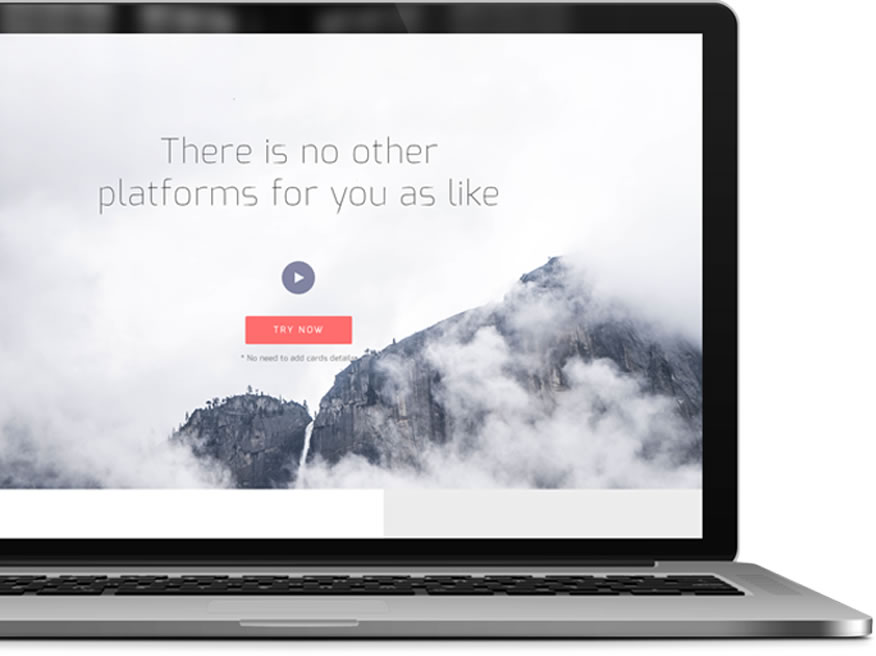 There is no other
platforms for you as like
TRY NOW
* No need to add cards details